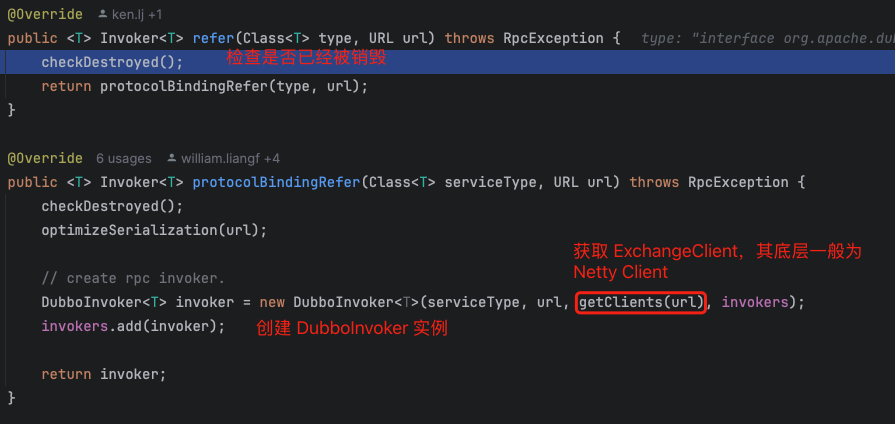 @Override ken.lj +1
public <T> Invoker<T> refer(Class<T> type, URL url) throws RpcException { type: "interface org.apache.du
checkDestroyed(); 检查是否已经被销毁
return protocolBindingRefer(type, url);
}
@Override 6 usages william.liangf +4
public <T> Invoker<T> protocolBindingRefer(Class<T> serviceType, URL url) throws RpcException {
checkDestroyed();
optimizeSerialization(url);
获取 ExchangeClient，其底层一般为
Netty Client
// create rpc invoker.
DubboInvoker<T> invoker = new DubboInvoker<T>(serviceType, url, getClients(url), invokers);
invokers.add(invoker); 创建 DubboInvoker 实例
return invoker;
}